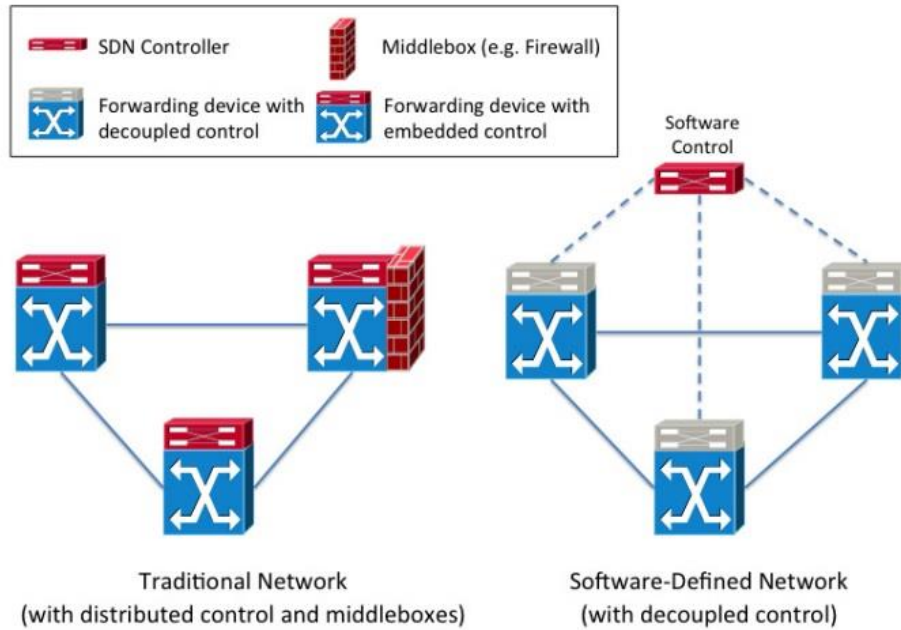 SDN Controller
Middlebox (e.g. Firewall)
Forwarding device with
decoupled control
Forwarding device with
embedded control
Software
Control
Traditional Network
(with distributed control and middleboxes)
Software-Defined Network
(with decoupled control)